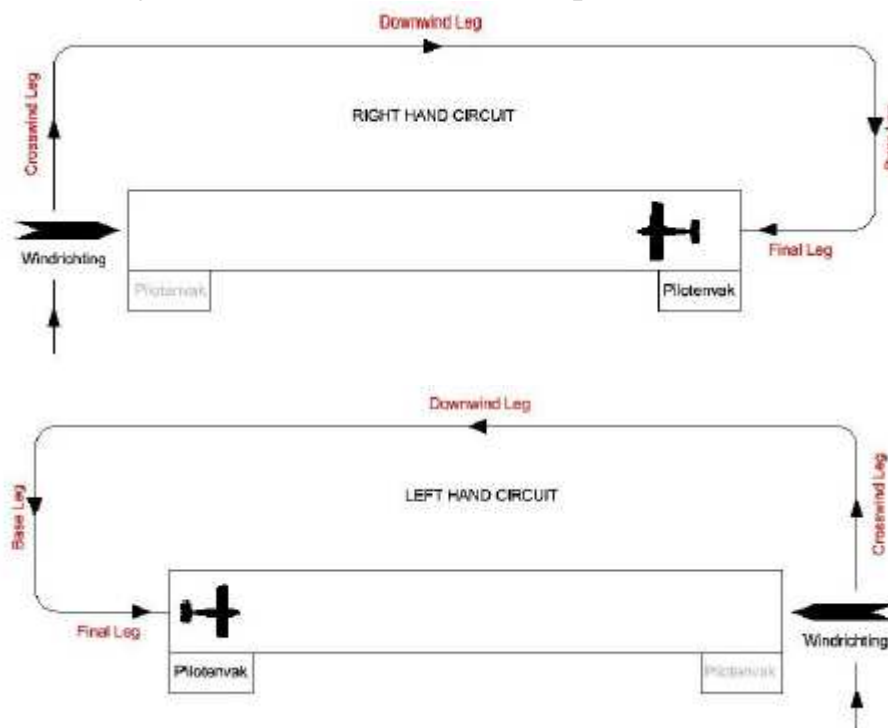 Downwind Leg
Crosswind Leg
RIGHT HAND CIRCUIT
Windrichting
Final Leg
Pilotenvak
Pilotenvak
Downwind Leg
Base Leg
LEFT HAND CIRCUIT
Crosswind Leg
Final Leg
Windrichting
Pilotenvak
Pilotenvak